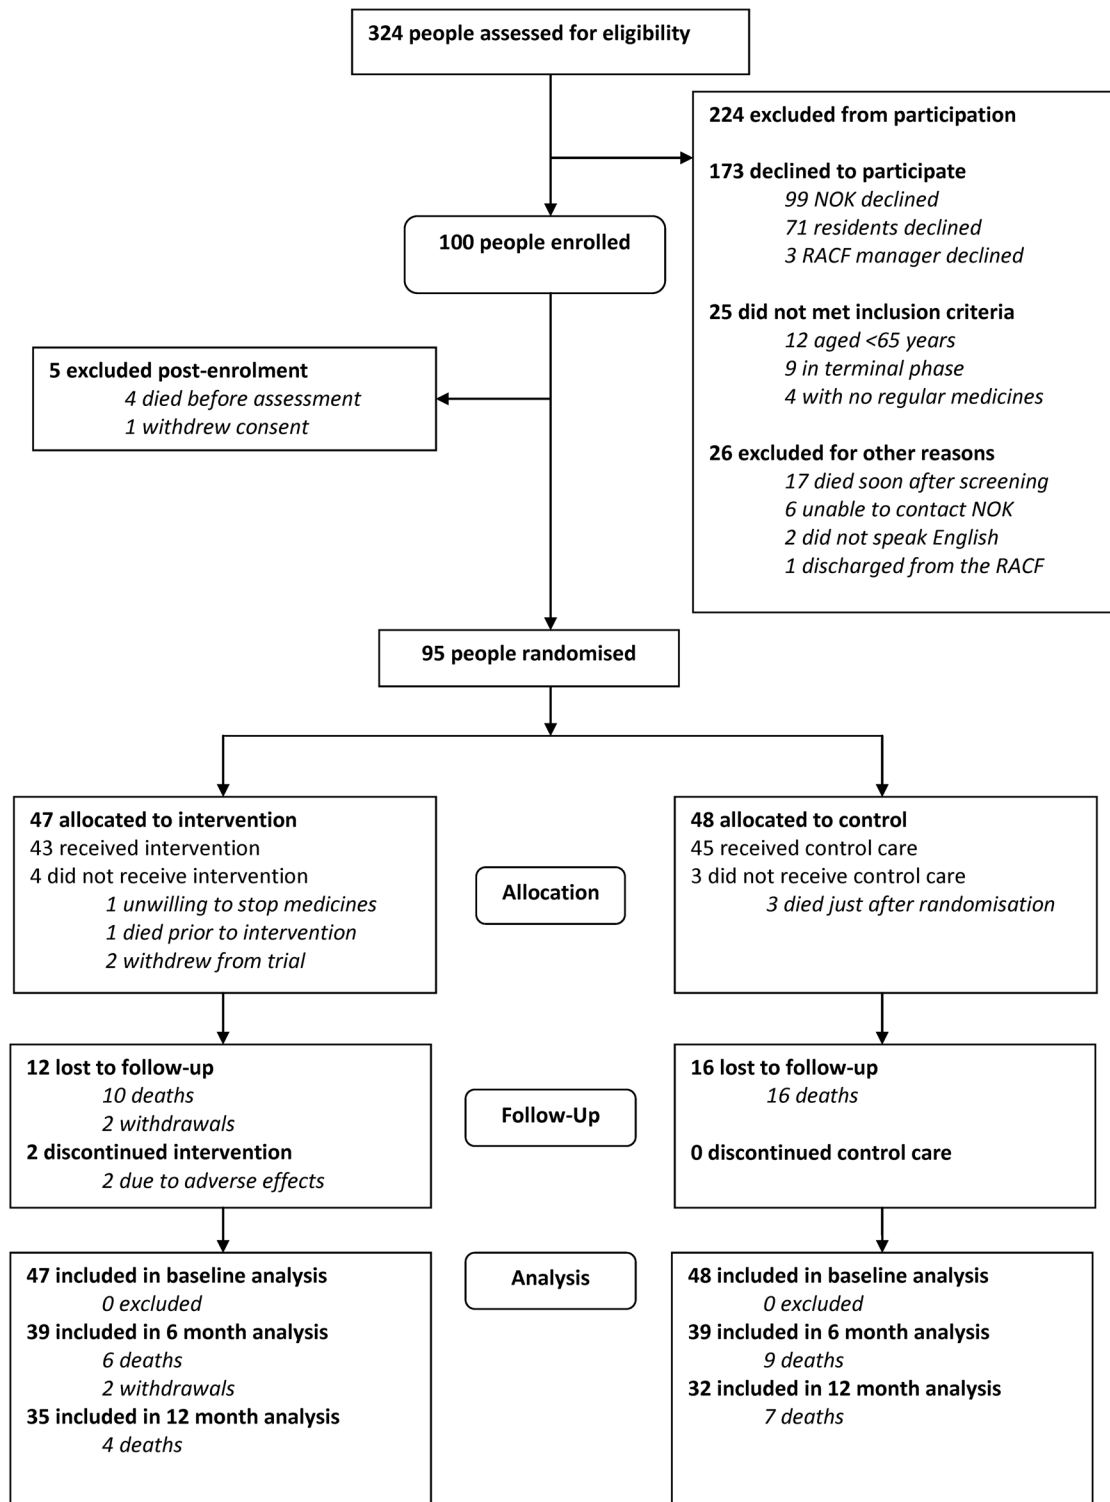 324 people assessed for eligibility
224 excluded from participation
173 declined to participate
99 NOK declined
71 residents declined
3 RACF manager declined
25 did not met inclusion criteria
12 aged <65 years
9 in terminal phase
4 with no regular medicines
26 excluded for other reasons
17 died soon after screening
6 unable to contact NOK
2 did not speak English
1 discharged from the RACF
100 people enrolled
5 excluded post-enrolment
4 died before assessment
1 withdrew consent
95 people randomised
47 allocated to intervention
43 received intervention
4 did not receive intervention
1 unwilling to stop medicines
1 died prior to intervention
2 withdrew from trial
Allocation
48 allocated to control
45 received control care
3 did not receive control care
3 died just after randomisation
12 lost to follow-up
10 deaths
2 withdrawals
2 discontinued intervention
2 due to adverse effects
Follow-Up
16 lost to follow-up
16 deaths
0 discontinued control care
47 included in baseline analysis
0 excluded
39 included in 6 month analysis
6 deaths
2 withdrawals
35 included in 12 month analysis
4 deaths
Analysis
48 included in baseline analysis
0 excluded
39 included in 6 month analysis
9 deaths
32 included in 12 month analysis
7 deaths